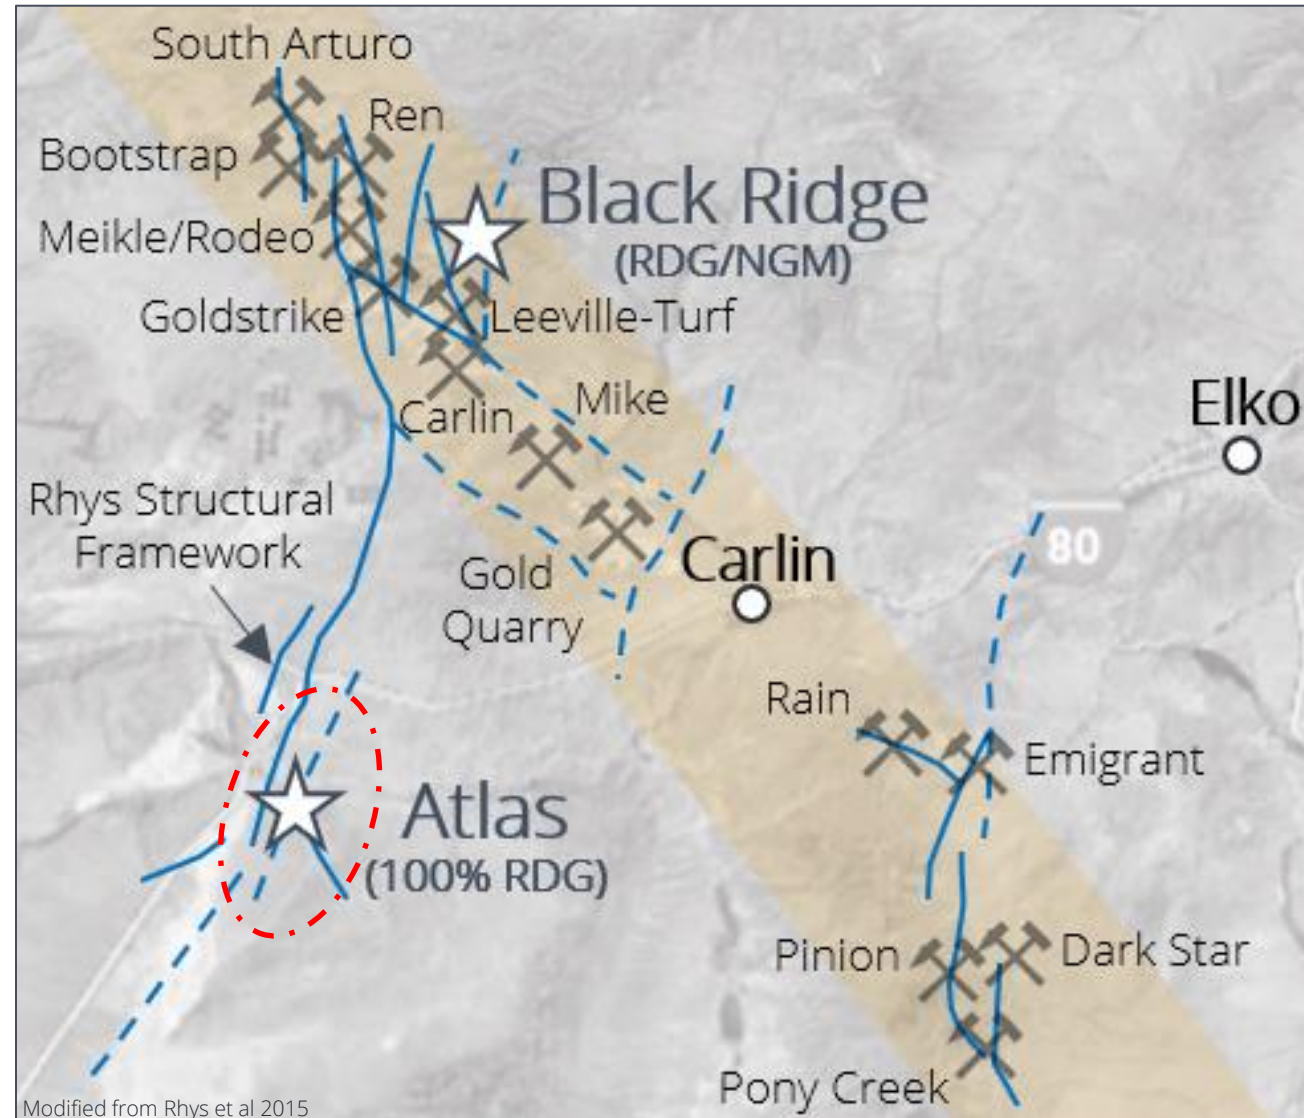 South Arturo
Ren
Bootstrap
Black Ridge
(RDG/NGM)
Meikle/Rodeo
Goldstrike
Leeville-Turf
Mike
Carlin
Elko
Rhys Structural
Framework
80
Carlin
Gold
Quarry
Rain
Emigrant
Atlas
(100% RDG)
Pinion
Dark Star
Pony Creek
Modified from Rhys et al 2015